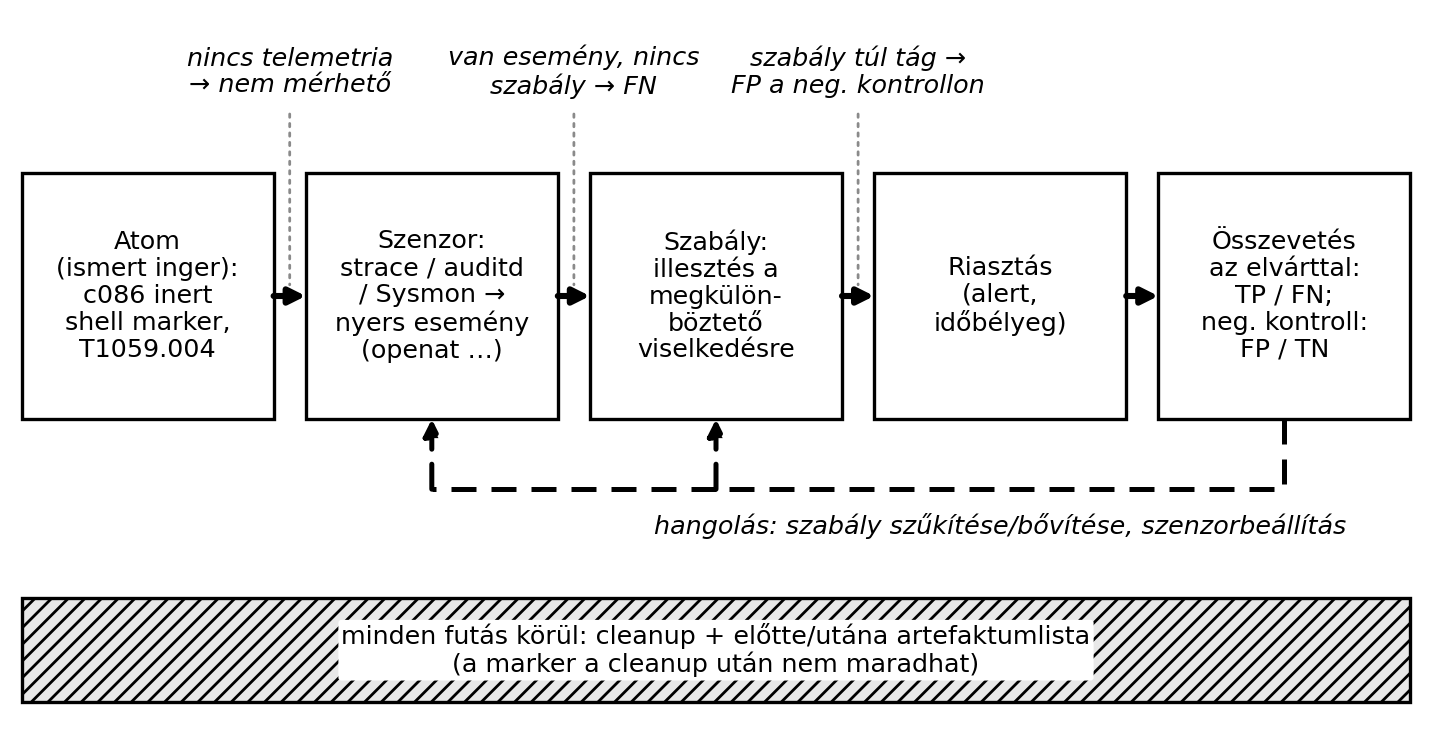 nincs telemetria
→ nem mérhető
van esemény, nincs
szabály → FN
szabály túl tág →
FP a neg. kontrollon
Atom
(ismert inger):
c086 inert
shell marker,
T1059.004
Szenzor:
strace / auditd
/ Sysmon →
nyers esemény
(openat …)
Szabály:
illesztés a
megkülön-
böztető
viselkedésre
Riasztás
(alert,
időbélyeg)
Összevetés
az elvárttal:
TP / FN;
neg. kontroll:
FP / TN
hangolás: szabály szűkítése/bővítése, szenzorbeállítás
minden futás körül: cleanup + előtte/utána artefaktumlista
(a marker a cleanup után nem maradhat)